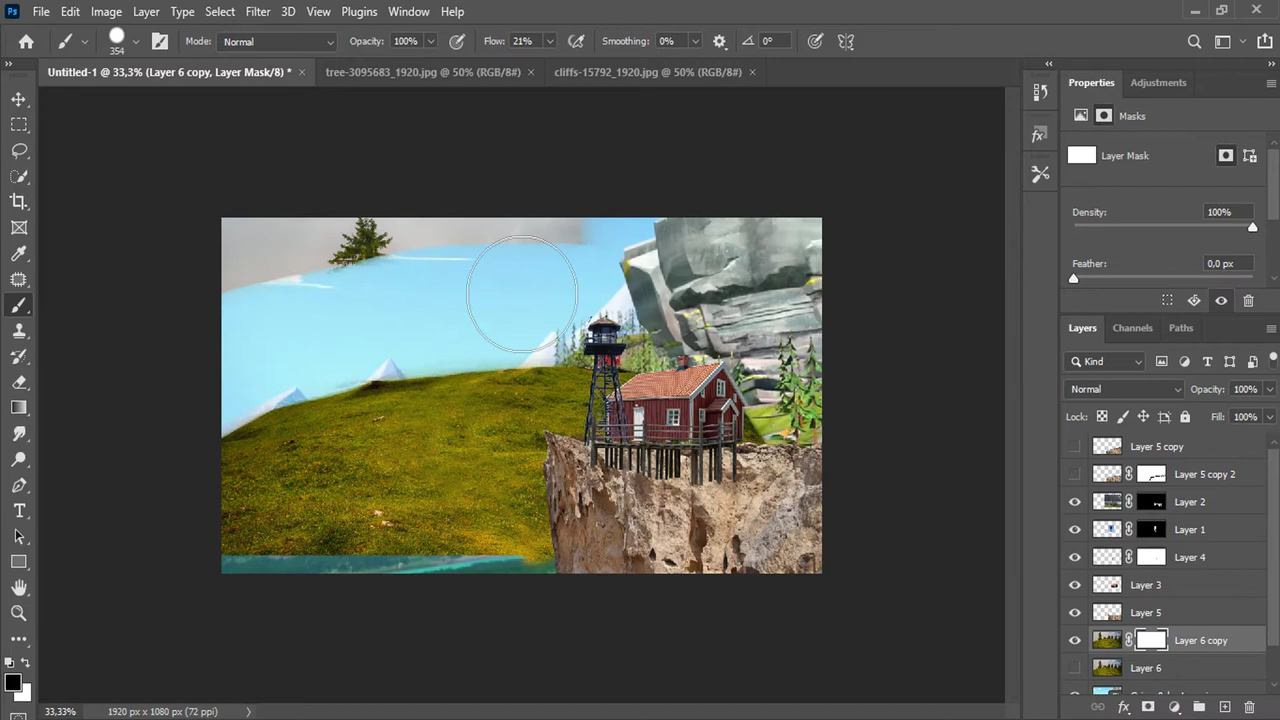 Ps File Edit Image Layer Type Select Filter 3D View Plugins Window Help
354 Mode: Normal Opacity: 100% Flow: 21% Smoothing: 0% 0°
Untitled-1 @ 33,3% (Layer 6 copy, Layer Mask/8) * tree-3095683_1920.jpg @ 50% (RGB/8#) cliffs-15792_1920.jpg @ 50% (RGB/8#)
Properties Adjustments
Masks
Layer Mask
Density: 100%
Feather: 0,0 px
Layers Channels Paths
Kind
Normal Opacity: 100%
Lock: Fill: 100%
Layer 5 copy
Layer 5 copy 2
Layer 2
Layer 1
Layer 4
Layer 3
Layer 5
Layer 6 copy
Layer 6
33,33% 1920 px x 1080 px (72 ppi)